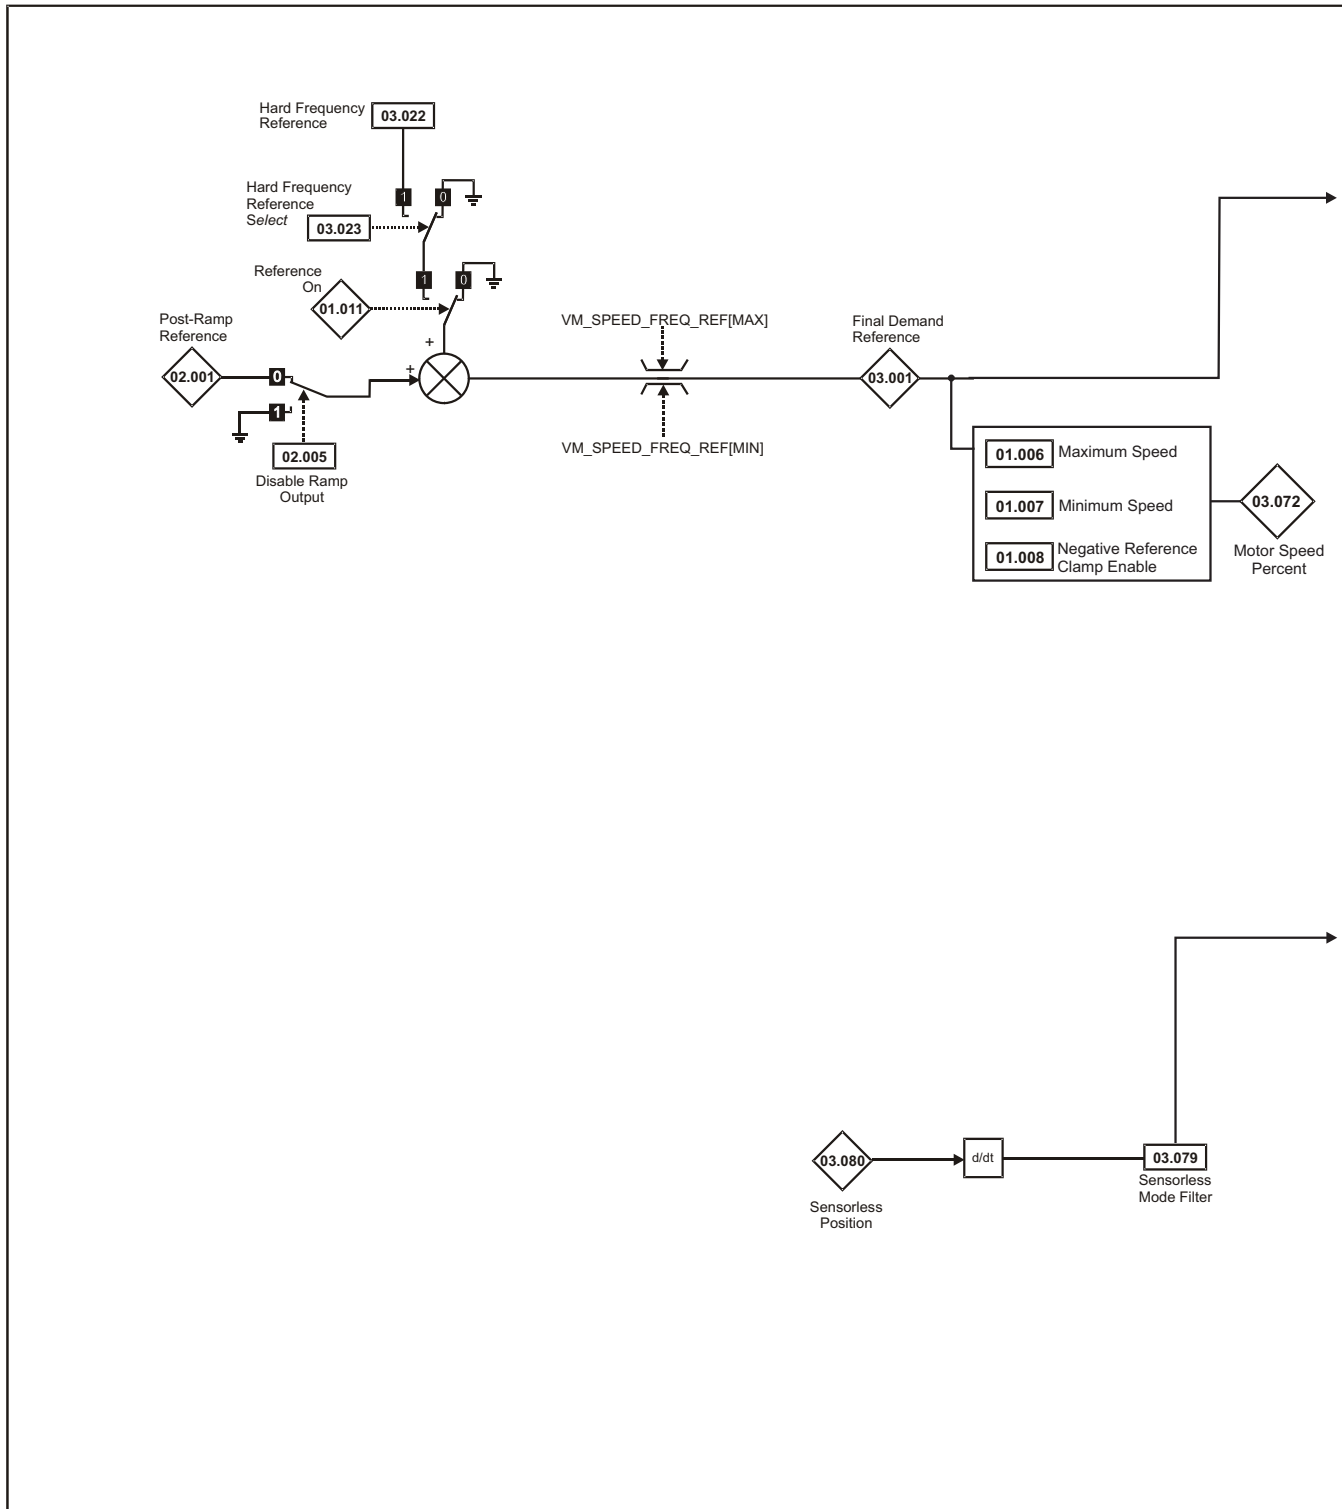 Hard Frequency
Reference
03.022
Hard Frequency
Reference
Select
1
0
03.023
Reference
On
1
0
01.011
Post-Ramp
Reference
+
+
02.001
0
1
02.005
Disable Ramp
Output
VM_SPEED_FREQ_REF[MAX]
VM_SPEED_FREQ_REF[MIN]
Final Demand
Reference
03.001
01.006 Maximum Speed
01.007 Minimum Speed
01.008 Negative Reference
Clamp Enable
03.072
Motor Speed
Percent
03.080
Sensorless
Position
d/dt
03.079
Sensorless
Mode Filter